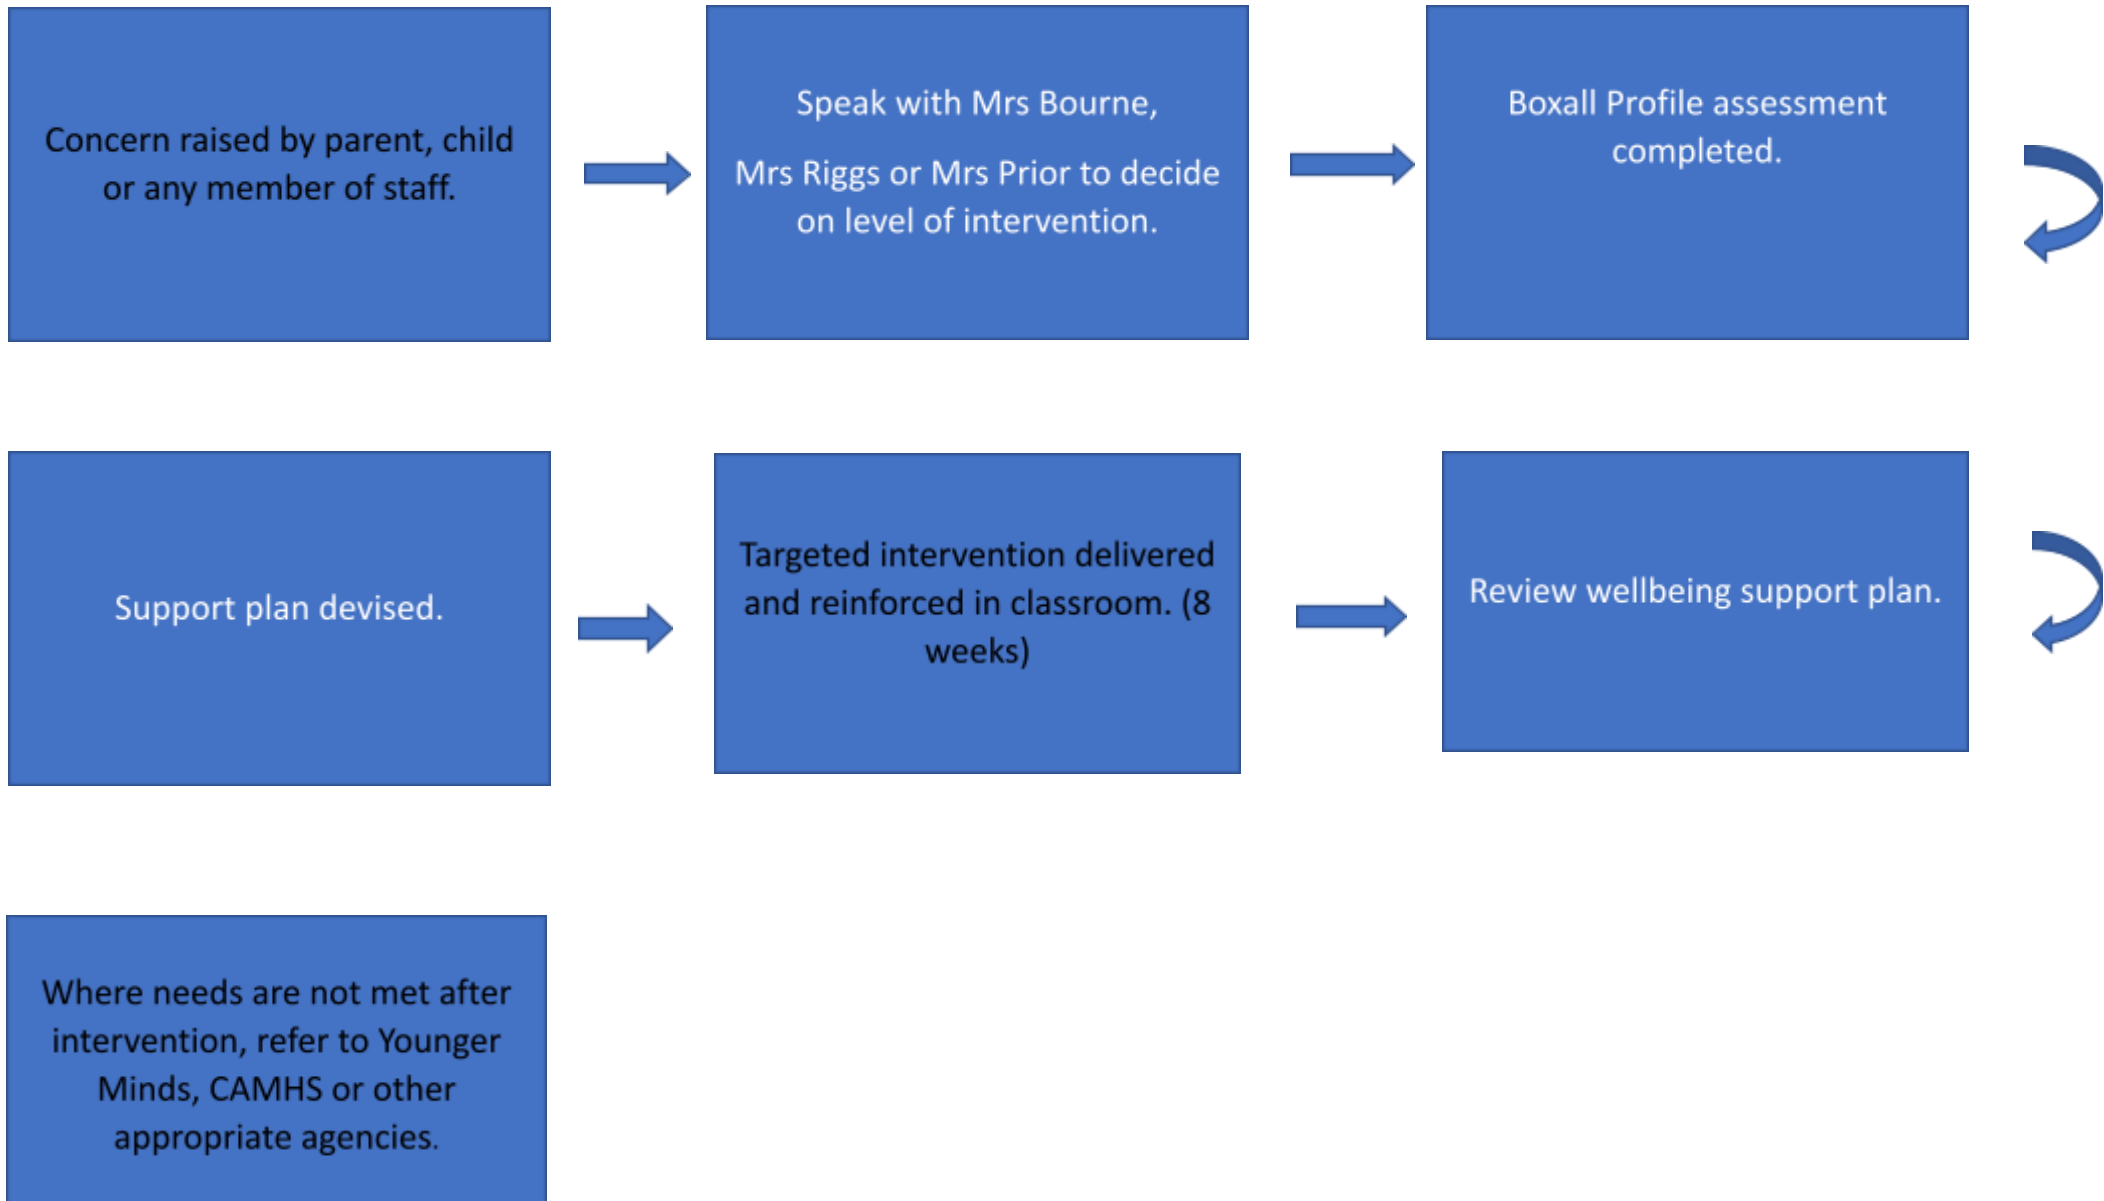 Concern raised by parent, child
or any member of staff.
Speak with Mrs Bourne,
Mrs Riggs or Mrs Prior to decide
on level of intervention.
Boxall Profile assessment
completed.
Support plan devised.
Targeted intervention delivered
and reinforced in classroom. (8
weeks)
Review wellbeing support plan.
Where needs are not met after
intervention, refer to Younger
Minds, CAMHS or other
appropriate agencies.